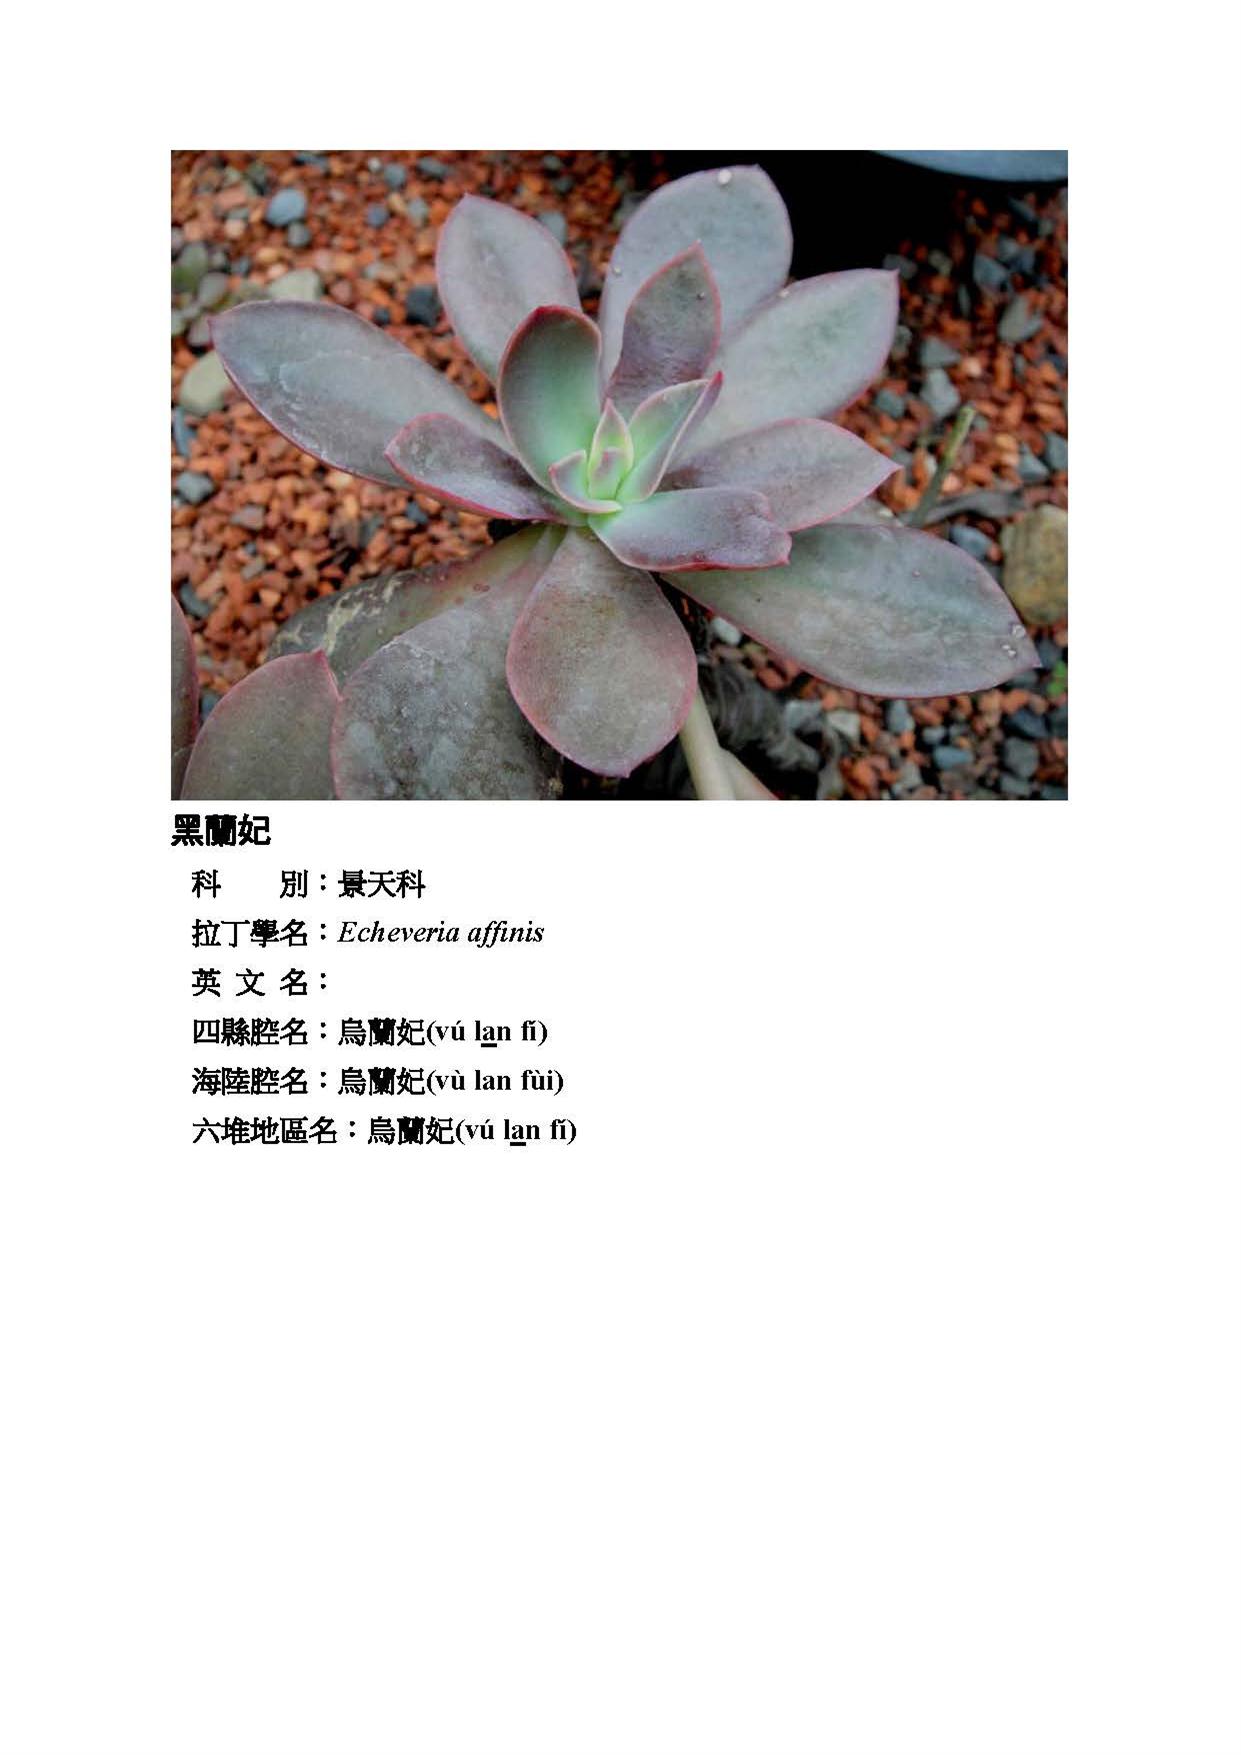 黑蘭妃
科　　別：景天科
拉丁學名：Echeveria affinis
英 文 名：
四縣腔名：烏蘭妃(vú lan fǐ)
海陸腔名：烏蘭妃(vù lan fùi)
六堆地區名：烏蘭妃(vú lan fǐ)